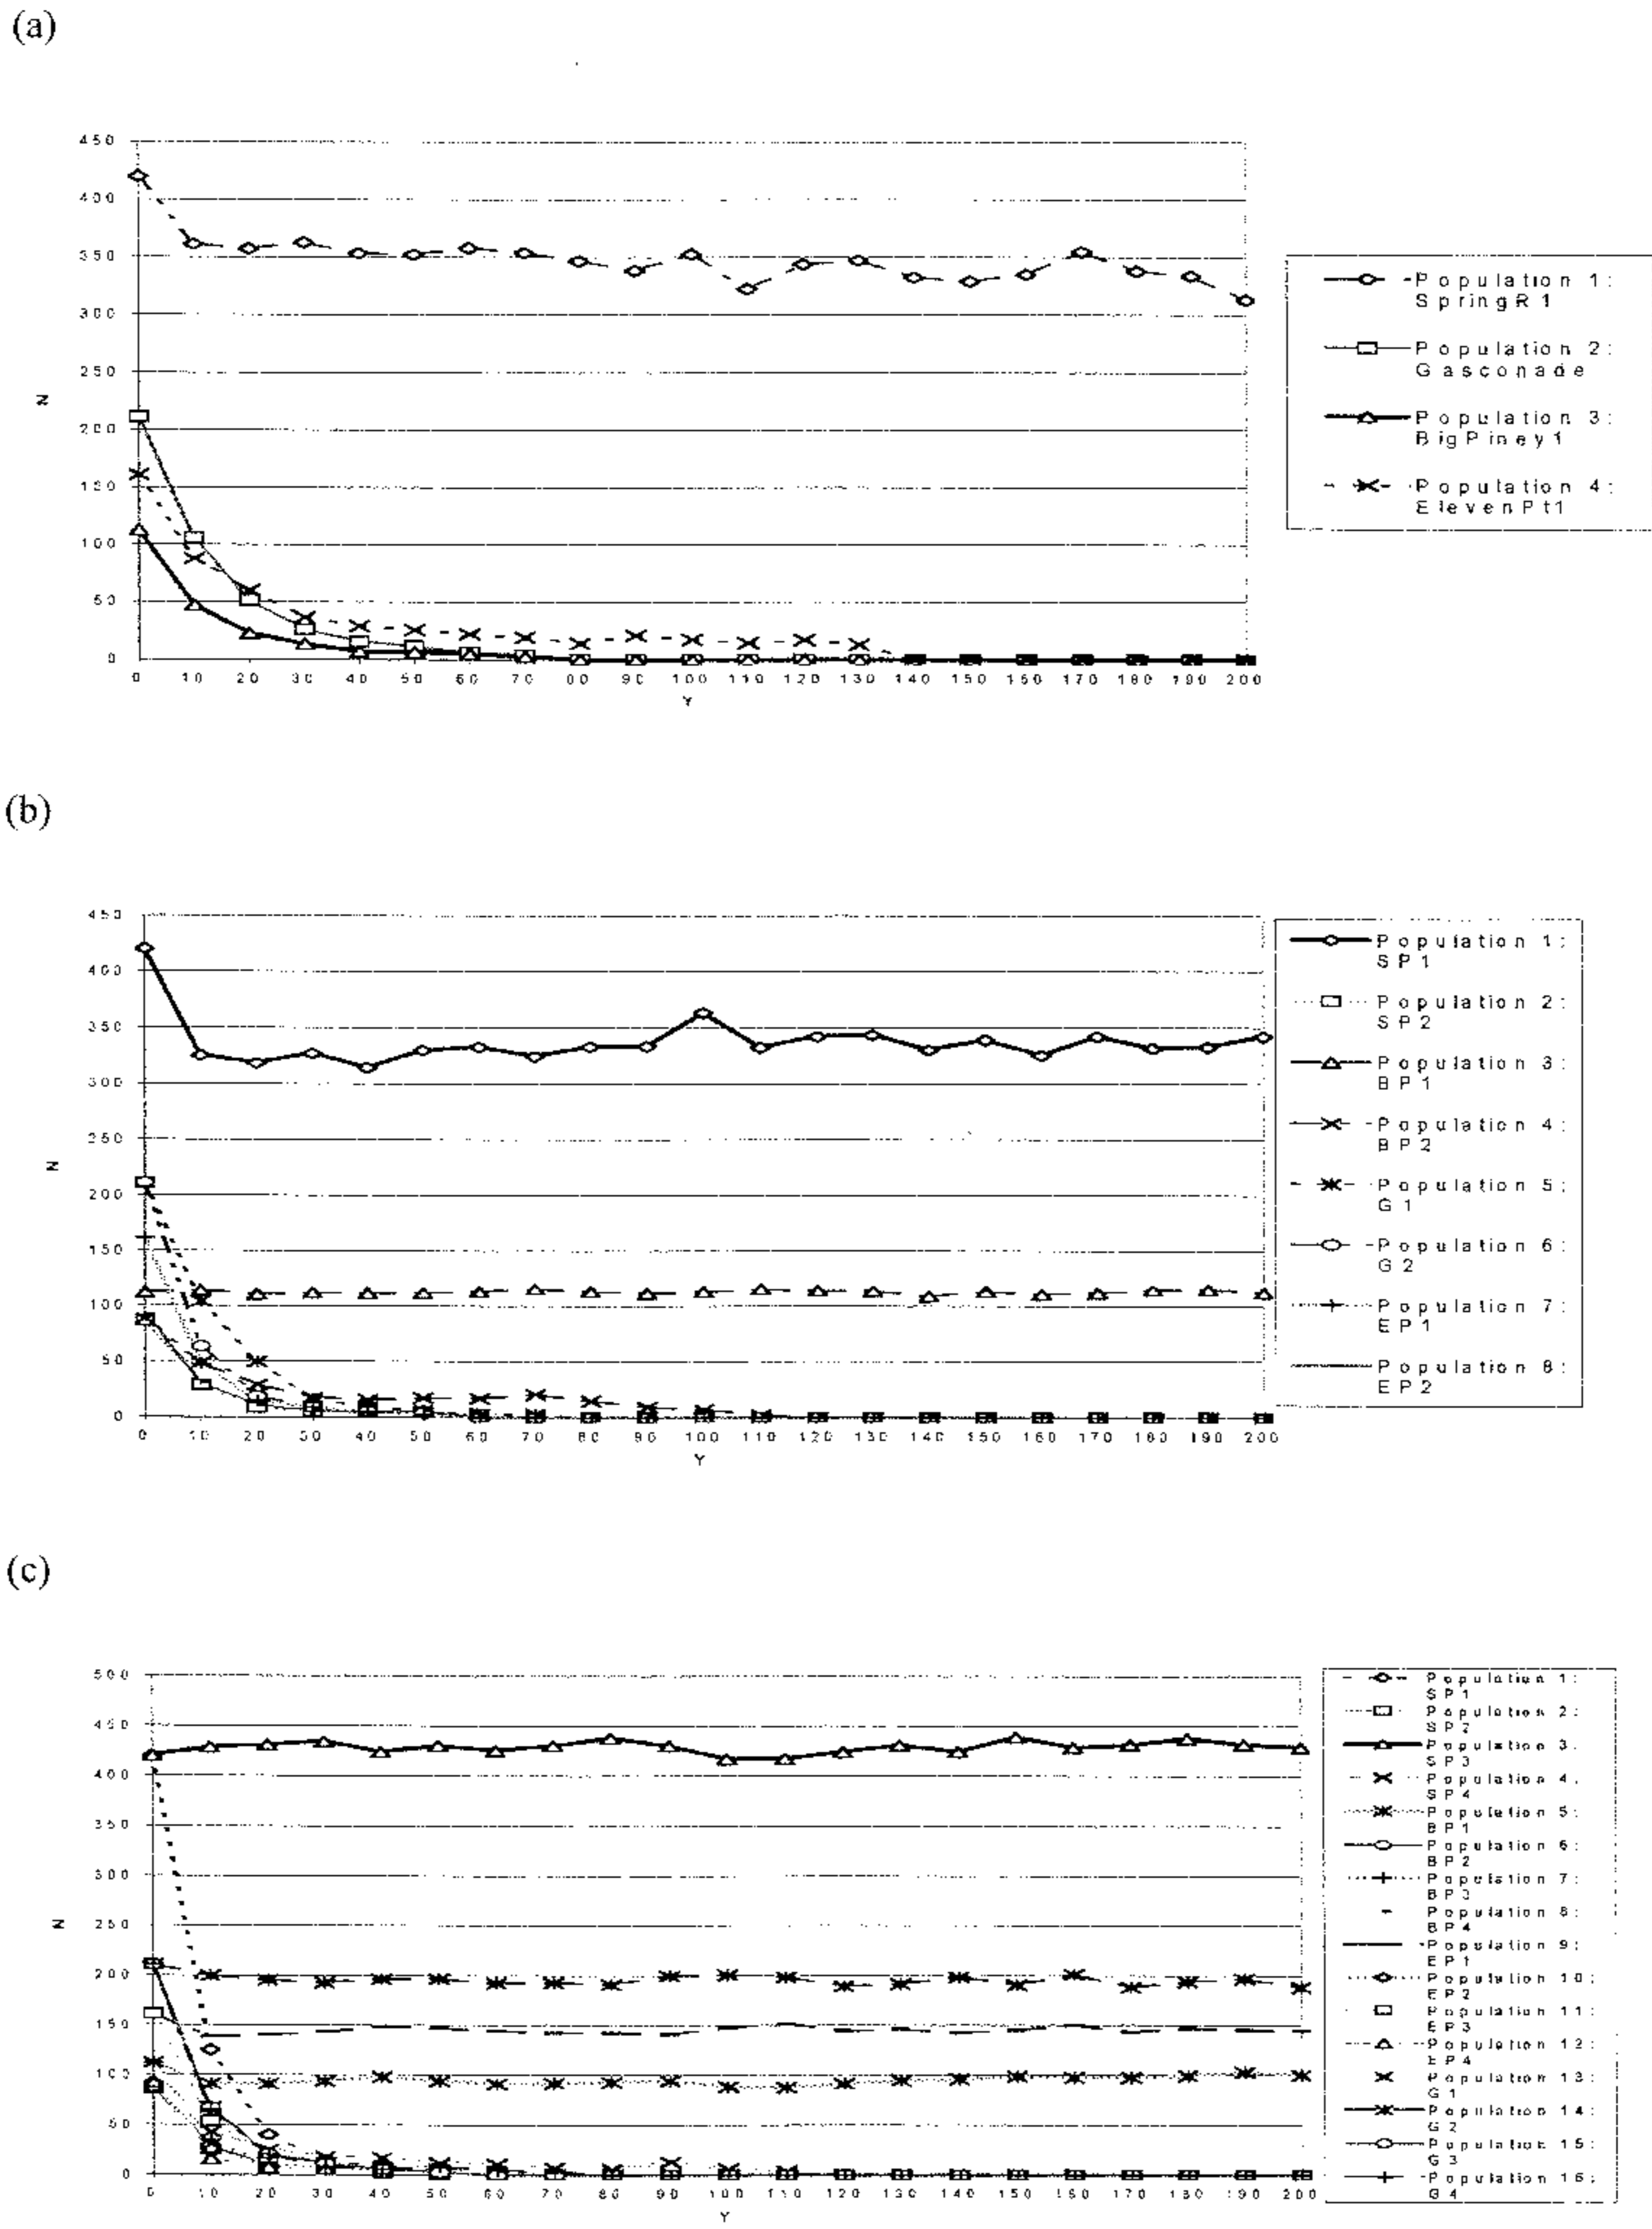 (a)
450
400
350
300
250
200
150
100
50
0
N
0 10 20 30 40 50 60 70 80 90 100 110 120 130 140 150 160 170 180 190 200
Y
Population 1:
SpringR1
Population 2:
Gasconade
Population 3:
BigPiney1
Population 4:
ElevenPt1
(b)
450
400
350
300
250
200
150
100
50
0
N
0 10 20 30 40 50 60 70 80 90 100 110 120 130 140 150 160 170 180 190 200
Y
Population 1:
SP1
Population 2:
SP2
Population 3:
BP1
Population 4:
BP2
Population 5:
G1
Population 6:
G2
Population 7:
EP1
Population 8:
EP2
(c)
500
450
400
350
300
250
200
150
100
50
0
N
0 10 20 30 40 50 60 70 80 90 100 110 120 130 140 150 160 170 180 190 200
Y
Population 1:
SP1
Population 2:
SP2
Population 3:
SP3
Population 4:
SP4
Population 5:
BP1
Population 6:
BP2
Population 7:
BP3
Population 8:
BP4
Population 9:
EP1
Population 10:
EP2
Population 11:
EP3
Population 12:
EP4
Population 13:
G1
Population 14:
G2
Population 15:
G3
Population 16:
G4